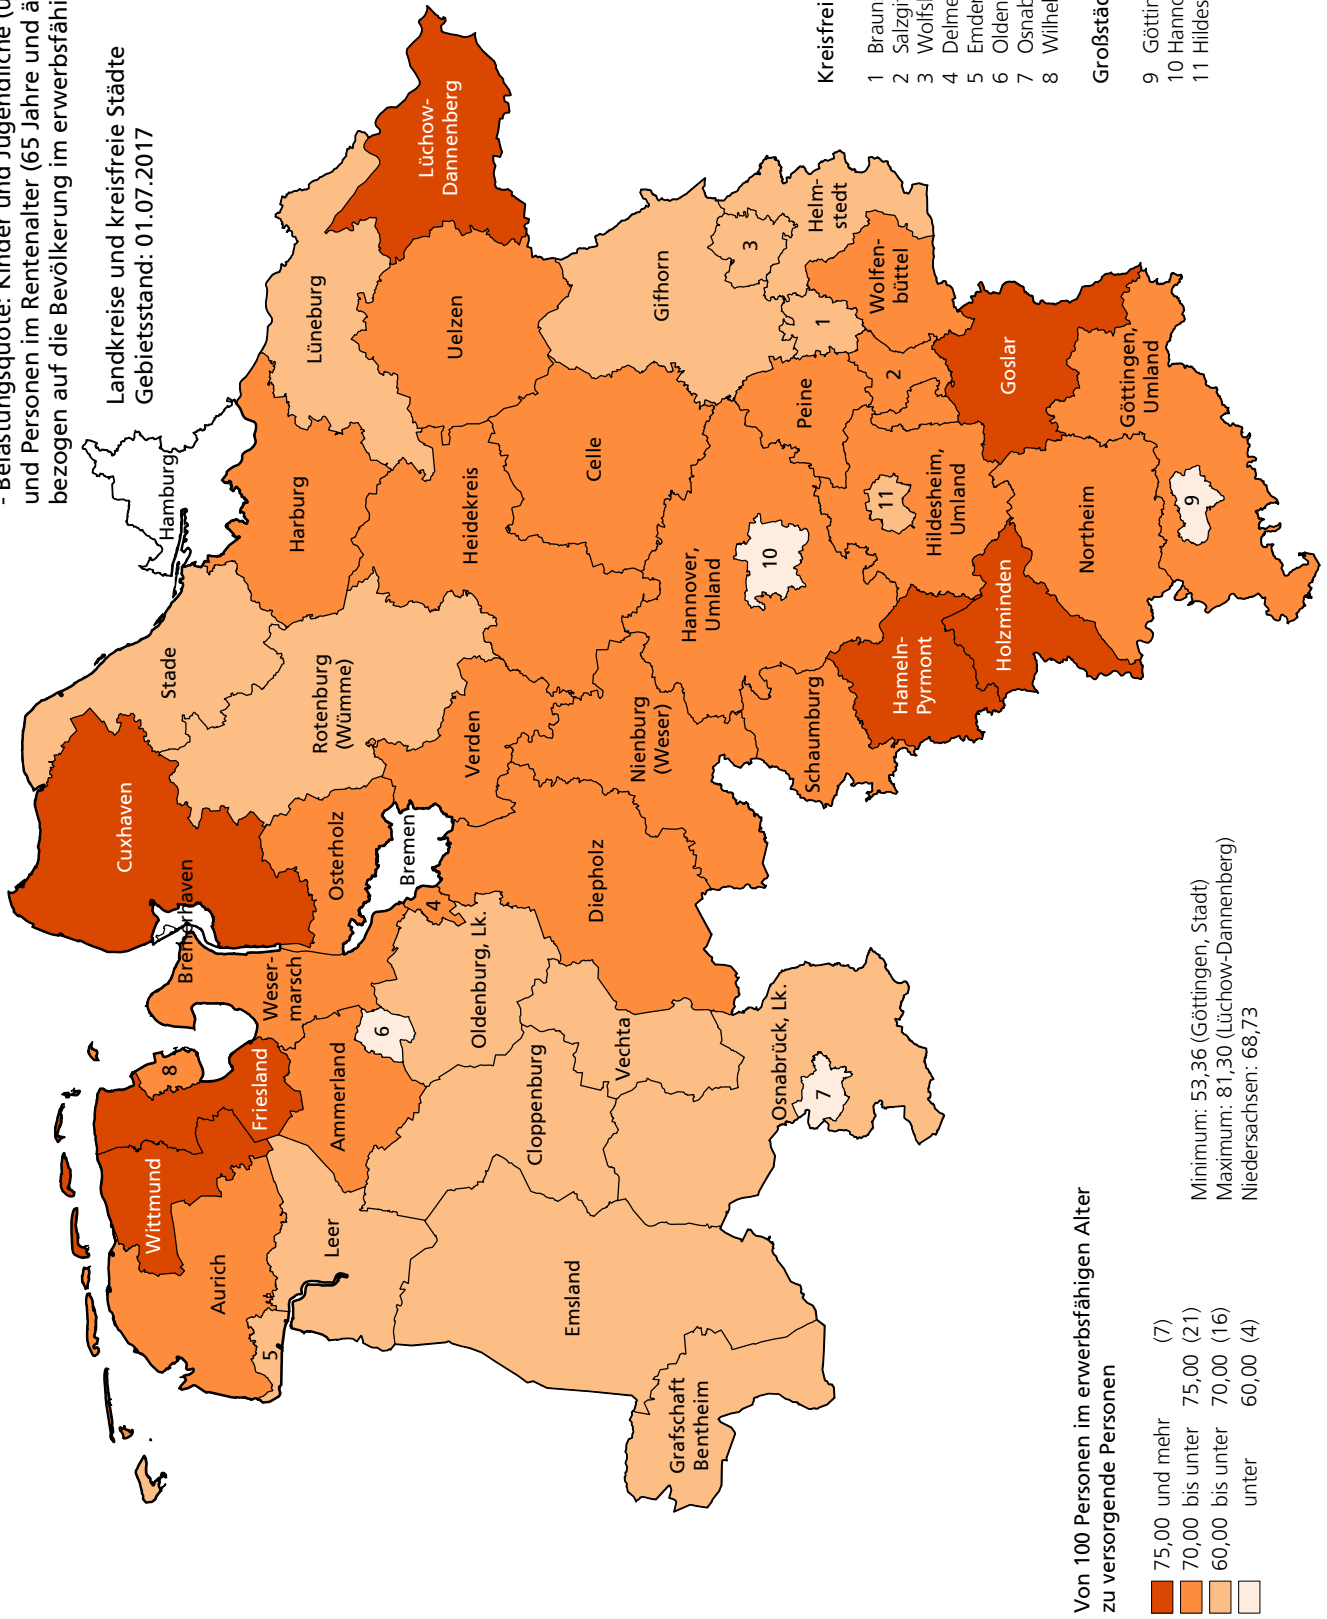 - Belastungsquote: Kinder und Jugendliche
und Personen im Rentenalter (65 Jahre und
bezogen auf die Bevölkerung im
Landkreise und kreisfreie Städte
Gebietsstand: 01.07.2017
Hamburg
Lüchow-
Dannenberg
Lüneburg
Uelzen
Harburg
Stade
Cuxhaven
Bremerhaven
Rotenburg
(Wümme)
Heidekreis
Celle
Gifhorn
3
Helm-
stedt
Wolfen-
büttel
1
2
Peine
Goslar
Göttingen,
Umland
9
Northeim
11
Hildesheim,
Umland
10
Hannover,
Umland
Holzminden
Hameln-
Pyrmont
Schaumburg
Nienburg
(Weser)
Verden
Osterholz
Bremen
4
Diepholz
Weser-
marsch
Oldenburg, Lk.
6
Ammerland
Friesland
8
Wittmund
Aurich
5
Leer
Cloppenburg
Vechta
Osnabrück, Lk.
7
Emsland
Grafschaft
Bentheim
1 Braun
2 Salzgi
3 Wolfs
4 Delme
5 Emder
6 Olden
7 Osnab
8 Wilhel
9 Göttin
10 Hanno
11 Hildes
Von 100 Personen im erwerbsfähigen Alter
zu versorgende Personen
75,00 und mehr (7)
70,00 bis unter 75,00 (21)
60,00 bis unter 70,00 (16)
unter 60,00 (4)
Minimum: 53,36 (Göttingen, Stadt)
Maximum: 81,30 (Lüchow-Dannenberg)
Niedersachsen: 68,73